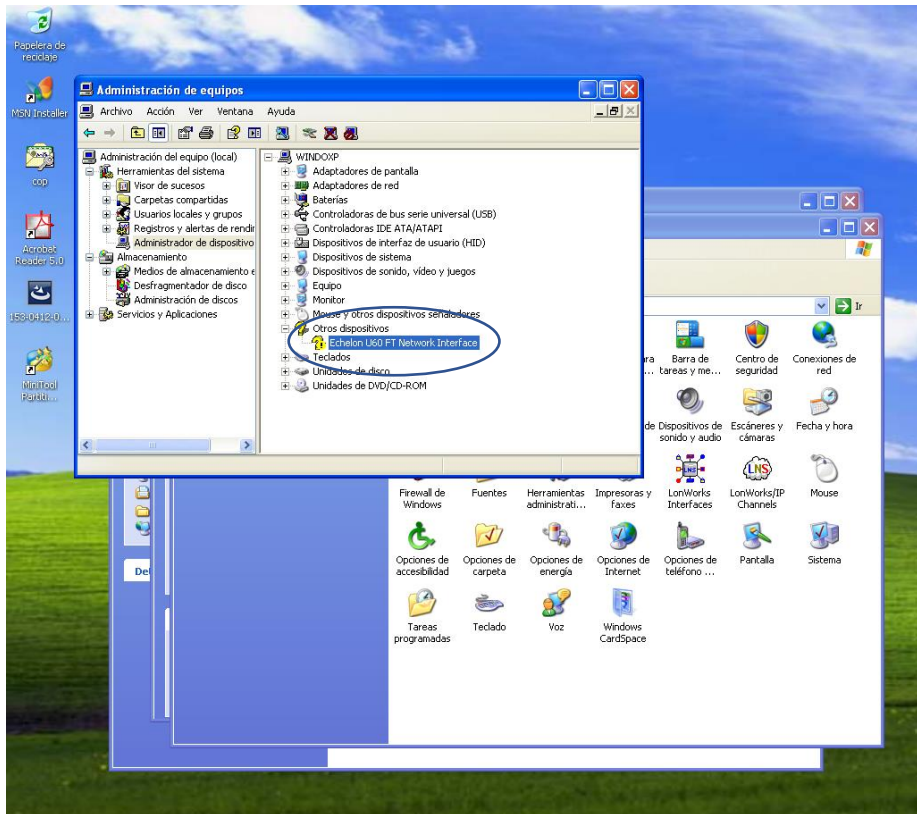 Papelera de
reciclaje
MSN Installer
cop
Acrobat
Reader 5.0
153-0412-0...
MiniTool
Partiti...
Administración de equipos
Archivo Acción Ver Ventana Ayuda
Administración del equipo (local)
Herramientas del sistema
Visor de sucesos
Carpetas compartidas
Usuarios locales y grupos
Registros y alertas de rendir
Administrador de dispositivo
Almacenamiento
Medios de almacenamiento e
Desfragmentador de disco
Administración de discos
Servicios y Aplicaciones
WINDOXP
Adaptadores de pantalla
Adaptadores de red
Baterías
Controladoras de bus serie universal (USB)
Controladoras IDE ATA/ATAPI
Dispositivos de interfaz de usuario (HID)
Dispositivos de sistema
Dispositivos de sonido, vídeo y juegos
Equipo
Monitor
Mouse y otros dispositivos señaladores
Otros dispositivos
Echelon U60 FT Network Interface
Teclados
Unidades de disco
Unidades de DVD/CD-ROM
Ir
ara
...
Barra de
tareas y me...
Centro de
seguridad
Conexiones de
red
de
Dispositivos de
sonido y audio
Escáneres y
cámaras
Fecha y hora
Firewall de
Windows
Fuentes
Herramientas
administrati...
Impresoras y
faxes
LNS
LonWorks
Interfaces
LNS
LonWorks/IP
Channels
Mouse
Opciones de
accesibilidad
Opciones de
carpeta
Opciones de
energía
Opciones de
Internet
Opciones de
teléfono ...
Pantalla
Sistema
Tareas
programadas
Teclado
Voz
Windows
CardSpace
Det